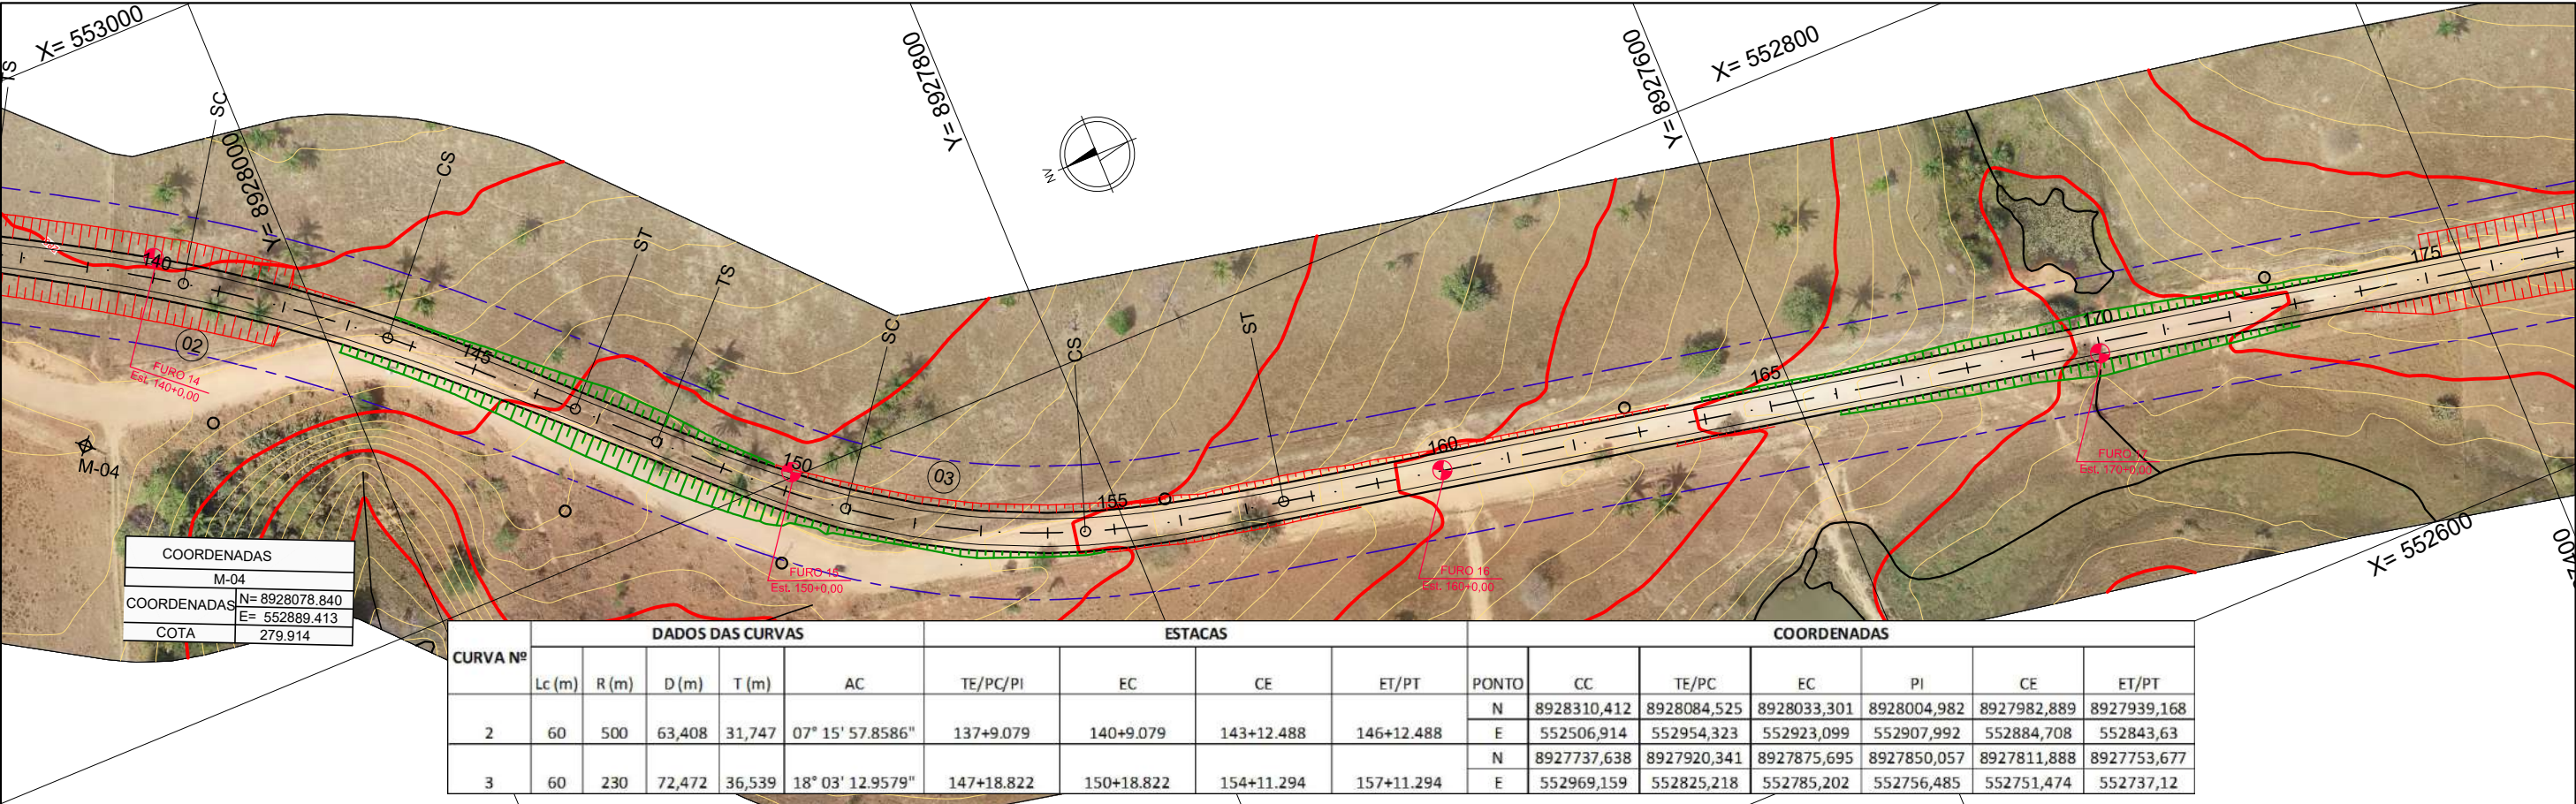 X= 553000
Y= 8928000
Y= 8927800
Y= 8927600
X= 552800
X= 552600
TS
SC
CS
ST
TS
SC
CS
ST
NM
140
145
150
155
160
165
170
175
02
03
FURO 14
Est. 140+0,00
FURO 15
Est. 150+0,00
FURO 16
Est. 160+0,00
FURO 17
Est. 170+0,00
M-04
COORDENADAS
M-04
COORDENADAS N= 8928078.840
E= 552889.413
COTA 279.914
DADOS DAS CURVAS ESTACAS COORDENADAS
CURVA Nº Lc (m) R (m) D (m) T (m) AC TE/PC/PI EC CE ET/PT PONTO CC TE/PC EC PI CE ET/PT
N 8928310,412 8928084,525 8928033,301 8928004,982 8927982,889 8927939,168
2 60 500 63,408 31,747 07° 15' 57.8586" 137+9.079 140+9.079 143+12.488 146+12.488 E 552506,914 552954,323 552923,099 552907,992 552884,708 552843,63
N 8927737,638 8927920,341 8927875,695 8927850,057 8927811,888 8927753,677
3 60 230 72,472 36,539 18° 03' 12.9579" 147+18.822 150+18.822 154+11.294 157+11.294 E 552969,159 552825,218 552785,202 552756,485 552751,474 552737,12